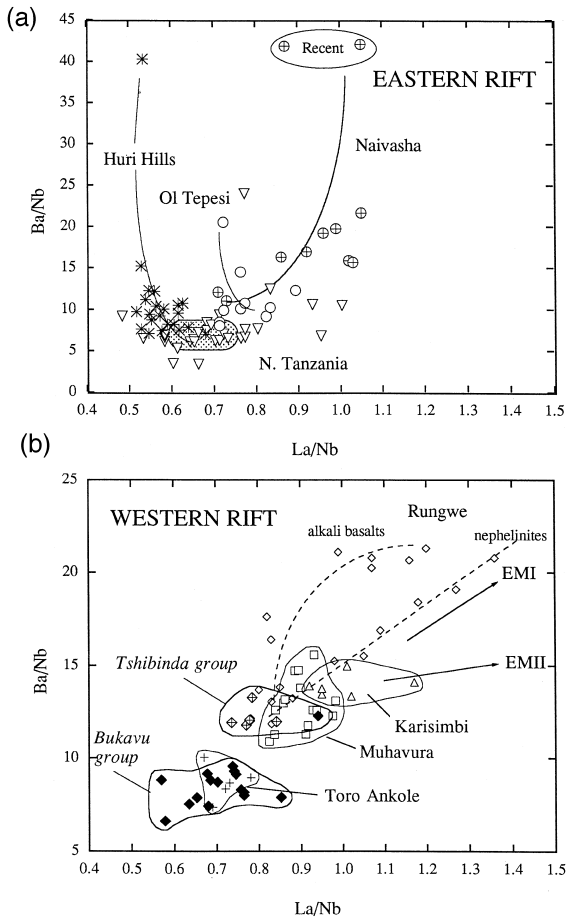 (a)
45
40
35
30
25
20
15
10
5
0
Ba/Nb
Recent
EASTERN RIFT
Huri Hills
Naivasha
Ol Tepesi
N. Tanzania
0.4 0.5 0.6 0.7 0.8 0.9 1.0 1.1 1.2 1.3 1.4 1.5
La/Nb
(b)
25
20
15
10
5
Ba/Nb
WESTERN RIFT
Rungwe
alkali basalts
nephelinites
EMI
Tshibinda group
EMII
Karisimbi
Bukavu
group
Muhavura
Toro Ankole
0.4 0.5 0.6 0.7 0.8 0.9 1.0 1.1 1.2 1.3 1.4 1.5
La/Nb